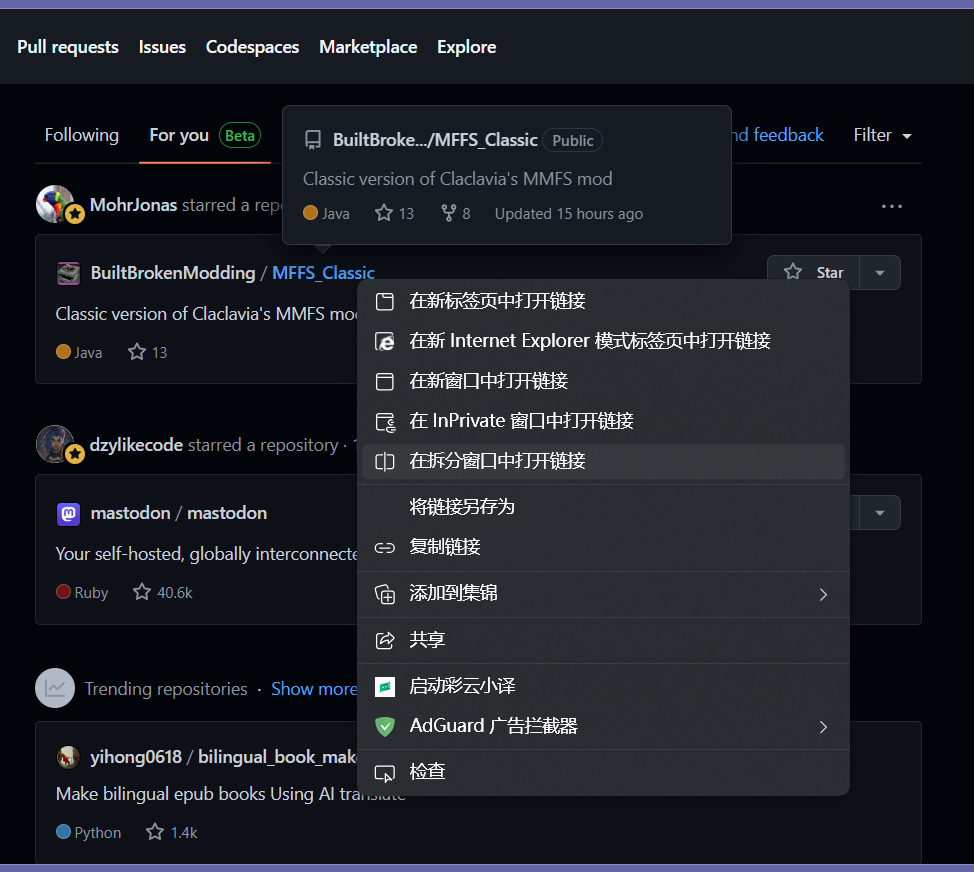 Pull requests Issues Codespaces Marketplace Explore
Following For you Beta nd feedback Filter
BuiltBroke.../MFFS_Classic Public
Classic version of Claclavia's MMFS mod
Java 13 8 Updated 15 hours ago
MohrJonas starred a repo
BuiltBrokenModding / MFFS_Classic Star
Classic version of Claclavia's MMFS mod
Java 13
在新标签页中打开链接
在新 Internet Explorer 模式标签页中打开链接
在新窗口中打开链接
在 InPrivate 窗口中打开链接
在拆分窗口中打开链接
将链接另存为
复制链接
添加到集锦
共享
启动彩云小译
AdGuard 广告拦截器
检查
dzylikecode starred a repository ·
mastodon / mastodon
Your self-hosted, globally interconnecte
Ruby 40.6k
Trending repositories · Show more
yihong0618 / bilingual_book_make
Make bilingual epub books Using AI translate
Python 1.4k